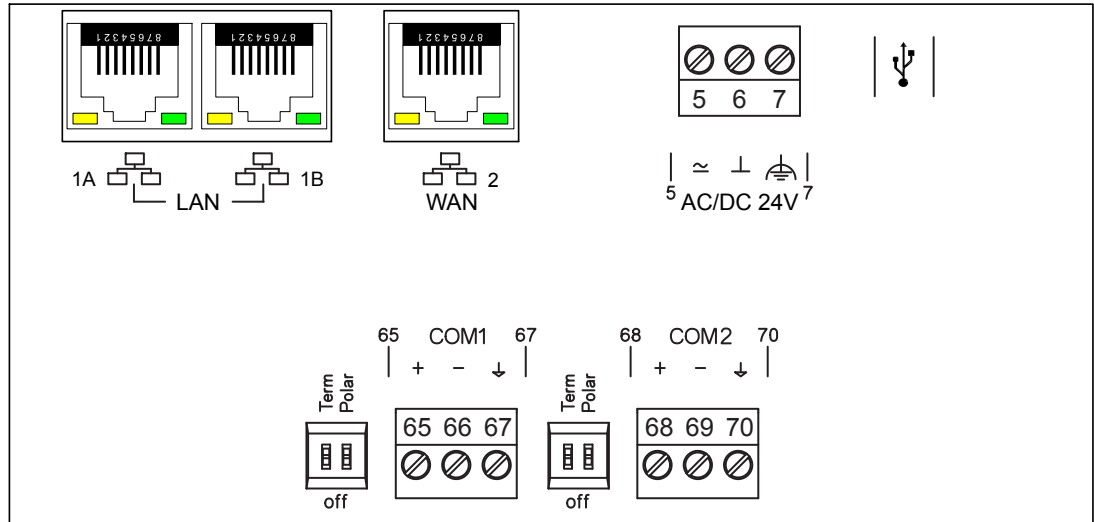 87654321 87654321 87654321
5 6 7
1A 1B 2
LAN WAN
5 ≃ ⊥ 7
AC/DC 24V
65 COM1 67 68 COM2 70
+ − + −
Term Polar Term Polar
65 66 67 68 69 70
off off